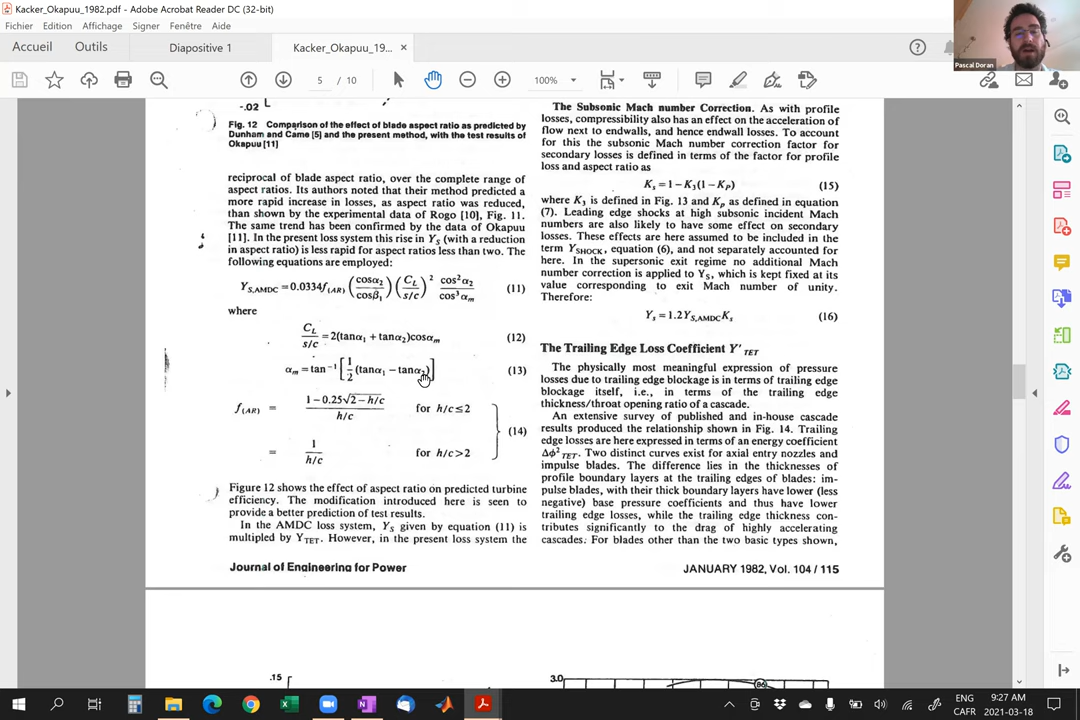 Kacker_Okapuu_1982.pdf - Adobe Acrobat Reader DC (32-bit)
Fichier Edition Affichage Signer Fenêtre Aide
Accueil Outils Diapositive 1 Kacker_Okapuu_19... ×
5 / 10 100%
Pascal Doran
-.02
Fig. 12 Comparison of the effect of blade aspect ratio as predicted by
Dunham and Came [5] and the present method, with the test results of
Okapuu [11]
reciprocal of blade aspect ratio, over the complete range of
aspect ratios. Its authors noted that their method predicted a
more rapid increase in losses, as aspect ratio was reduced,
than shown by the experimental data of Rogo [10], Fig. 11.
The same trend has been confirmed by the data of Okapuu
[11]. In the present loss system this rise in Y_S (with a reduction
in aspect ratio) is less rapid for aspect ratios less than two. The
following equations are employed:
Y_{S,AMDC} = 0.0334 f_{(AR)} (cosα₂ / cosβ₁) (C_L / s/c)² cos²α₂ / cos³α_m (11)
where
C_L / s/c = 2(tanα₁ + tanα₂)cosα_m (12)
α_m = tan⁻¹ [1/2 (tanα₁ − tanα₂)] (13)
f_{(AR)} = 1 − 0.25√2 − h/c / h/c for h/c ≤ 2
(14)
= 1 / h/c for h/c > 2
Figure 12 shows the effect of aspect ratio on predicted turbine
efficiency. The modification introduced here is seen to
provide a better prediction of test results.
In the AMDC loss system, Y_S given by equation (11) is
multipled by Y_TET. However, in the present loss system the
The Subsonic Mach number Correction. As with profile
losses, compressibility also has an effect on the acceleration of
flow next to endwalls, and hence endwall losses. To account
for this the subsonic Mach number correction factor for
secondary losses is defined in terms of the factor for profile
loss and aspect ratio as
K_s = 1 − K₃(1 − K_P) (15)
where K₃ is defined in Fig. 13 and K_p as defined in equation
(7). Leading edge shocks at high subsonic incident Mach
numbers are also likely to have some effect on secondary
losses. These effects are here assumed to be included in the
term Y_SHOCK, equation (6), and not separately accounted for
here. In the supersonic exit regime no additional Mach
number correction is applied to Y_S, which is kept fixed at its
value corresponding to exit Mach number of unity.
Therefore:
Y_s = 1.2Y_{S,AMDC}K_s (16)
The Trailing Edge Loss Coefficient Y'_TET
The physically most meaningful expression of pressure
losses due to trailing edge blockage is in terms of trailing edge
blockage itself, i.e., in terms of the trailing edge
thickness/throat opening ratio of a cascade.
An extensive survey of published and in-house cascade
results produced the relationship shown in Fig. 14. Trailing
edge losses are here expressed in terms of an energy coefficient
Δφ²_TET. Two distinct curves exist for axial entry nozzles and
impulse blades. The difference lies in the thicknesses of
profile boundary layers at the trailing edges of blades: im-
pulse blades, with their thick boundary layers have lower (less
negative) base pressure coefficients and thus have lower
trailing edge losses, while the trailing edge thickness con-
tributes significantly to the drag of highly accelerating
cascades. For blades other than the two basic types shown,
Journal of Engineering for Power
JANUARY 1982, Vol. 104 / 115
.15
3.0
86
ENG
CAFR
9:27 AM
2021-03-18